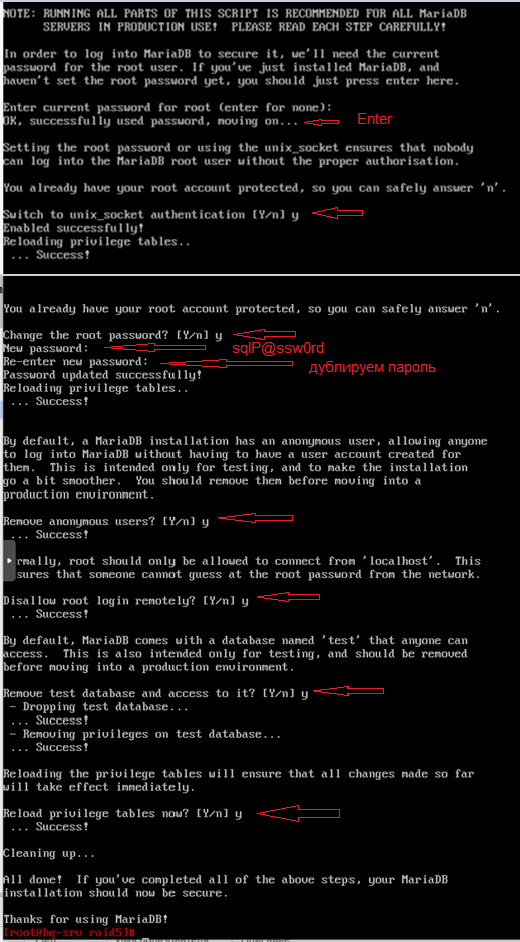 NOTE: RUNNING ALL PARTS OF THIS SCRIPT IS RECOMMENDED FOR ALL MariaDB
SERVERS IN PRODUCTION USE!  PLEASE READ EACH STEP CAREFULLY!
In order to log into MariaDB to secure it, we'll need the current
password for the root user. If you've just installed MariaDB, and
haven't set the root password yet, you should just press enter here.
Enter current password for root (enter for none):
OK, successfully used password, moving on... Enter
Setting the root password or using the unix_socket ensures that nobody
can log into the MariaDB root user without the proper authorisation.
You already have your root account protected, so you can safely answer 'n'.
Switch to unix_socket authentication [Y/n] y
Enabled successfully!
Reloading privilege tables..
... Success!
You already have your root account protected, so you can safely answer 'n'.
Change the root password? [Y/n] y
New password: sqlP@ssw0rd
Re-enter new password: дублируем пароль
Password updated successfully!
Reloading privilege tables..
... Success!
By default, a MariaDB installation has an anonymous user, allowing anyone
to log into MariaDB without having to have a user account created for
them.  This is intended only for testing, and to make the installation
go a bit smoother.  You should remove them before moving into a
production environment.
Remove anonymous users? [Y/n] y
... Success!
rmally, root should only be allowed to connect from 'localhost'.  This
sures that someone cannot guess at the root password from the network.
Disallow root login remotely? [Y/n] y
... Success!
By default, MariaDB comes with a database named 'test' that anyone can
access.  This is also intended only for testing, and should be removed
before moving into a production environment.
Remove test database and access to it? [Y/n] y
- Dropping test database...
... Success!
- Removing privileges on test database...
... Success!
Reloading the privilege tables will ensure that all changes made so far
will take effect immediately.
Reload privilege tables now? [Y/n] y
... Success!
Cleaning up...
All done!  If you've completed all of the above steps, your MariaDB
installation should now be secure.
Thanks for using MariaDB!
[root@hq-srv raid5]#